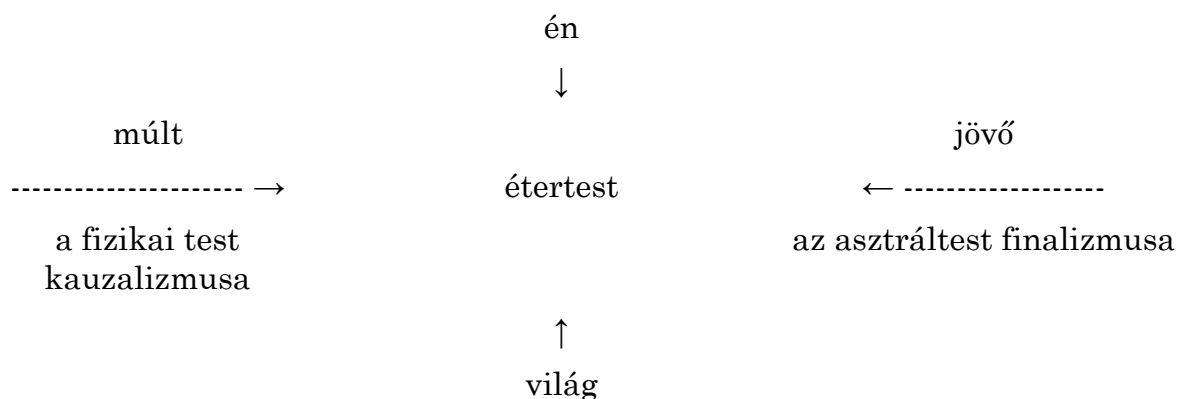 én
↓
múlt jövő
---------------------- → étertest ← -------------------
a fizikai test az asztráltest finalizmusa
kauzalizmusa
↑
világ